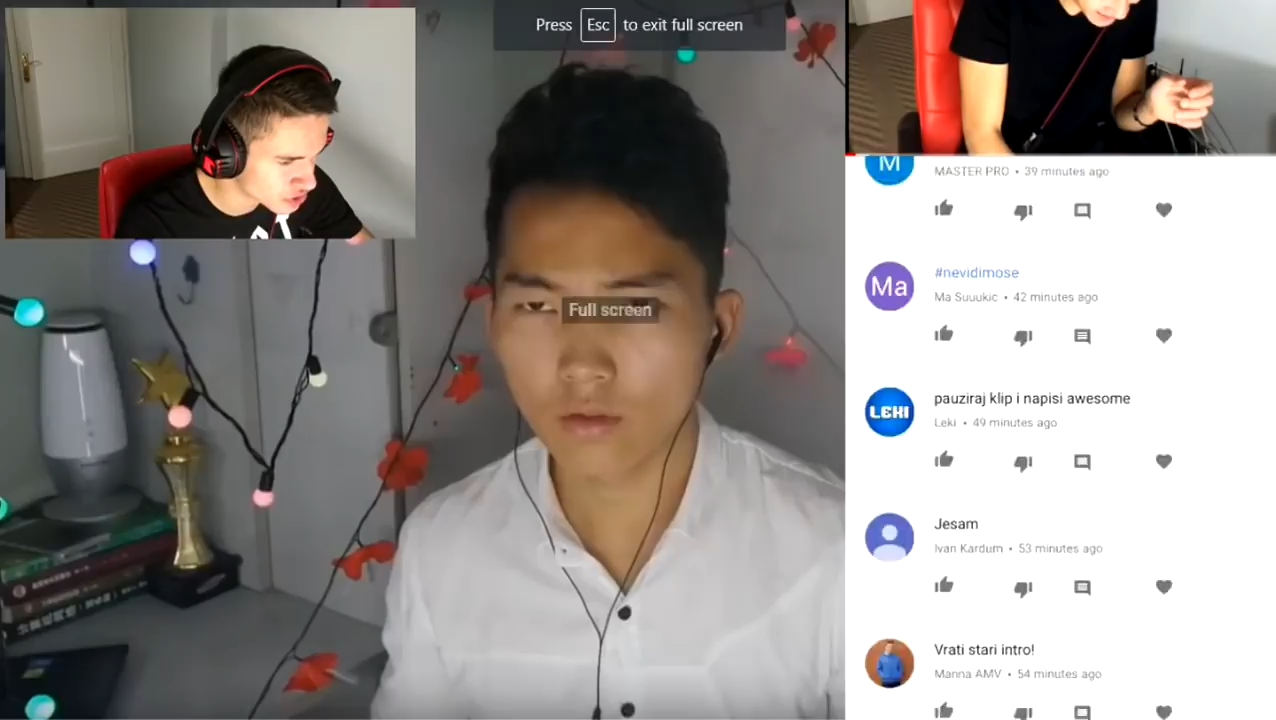 Press Esc to exit full screen
Full screen
M
MASTER PRO • 39 minutes ago
Ma
#nevidimose
Ma Suuukic • 42 minutes ago
LEKI
pauziraj klip i napisi awesome
Leki • 49 minutes ago
Jesam
Ivan Kardum • 53 minutes ago
Vrati stari intro!
Manna AMV • 54 minutes ago